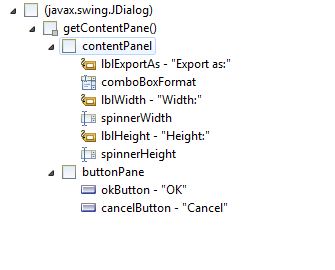 (javax.swing.JDialog)
getContentPane()
contentPanel
lblExportAs - "Export as:"
comboBoxFormat
lblWidth - "Width:"
spinnerWidth
lblHeight - "Height:"
spinnerHeight
buttonPane
okButton - "OK"
cancelButton - "Cancel"